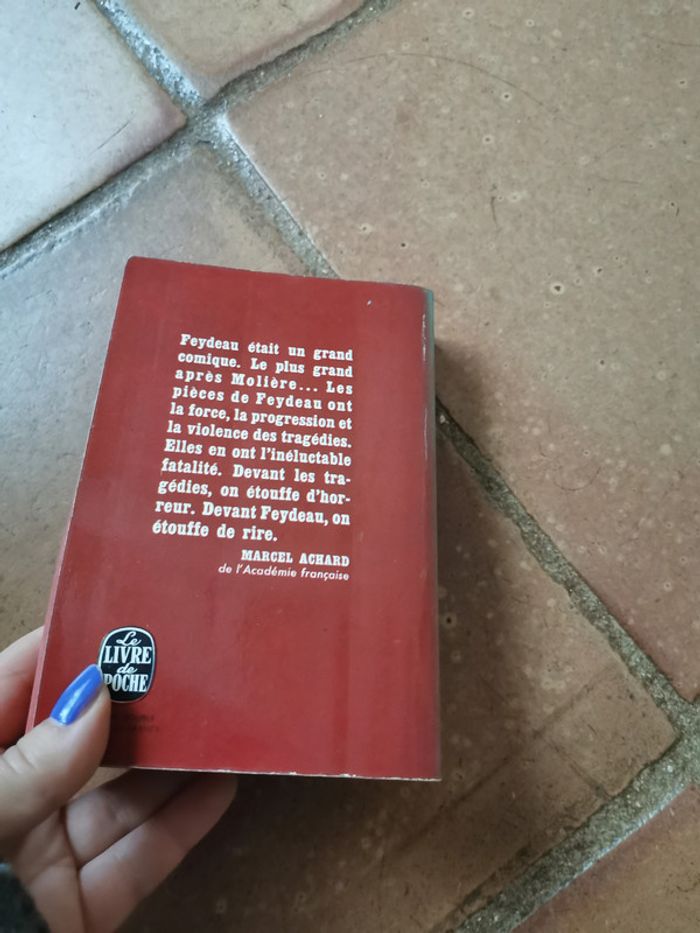 Feydeau était un grand
comique. Le plus grand
après Molière... Les
pièces de Feydeau ont
la force, la progression et
la violence des tragédies.
Elles en ont l'inéluctable
fatalité. Devant les tra-
gédies, on étouffe d'hor-
reur. Devant Feydeau, on
étouffe de rire.
MARCEL ACHARD
de l'Académie française
Le
LIVRE
de
POCHE